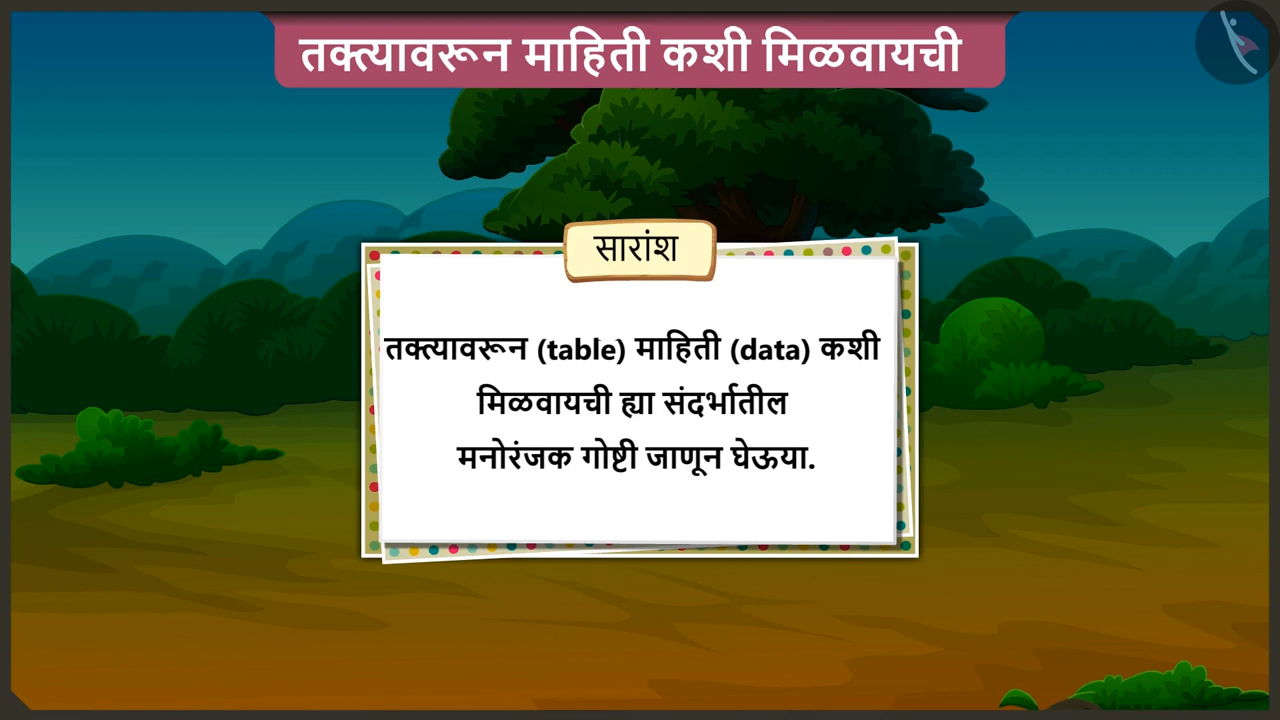 तक्त्यावरून माहिती कशी मिळवायची
सारांश
तक्त्यावरून (table) माहिती (data) कशी
मिळवायची ह्या संदर्भातील
मनोरंजक गोष्टी जाणून घेऊया.